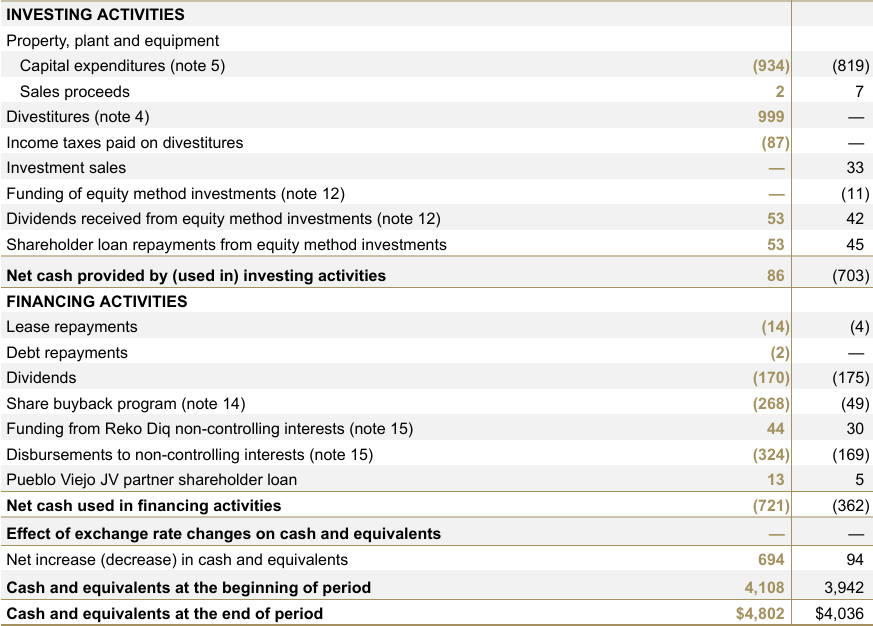 INVESTING ACTIVITIES
Property, plant and equipment
Capital expenditures (note 5) (934) (819)
Sales proceeds 2 7
Divestitures (note 4) 999 —
Income taxes paid on divestitures (87) —
Investment sales — 33
Funding of equity method investments (note 12) — (11)
Dividends received from equity method investments (note 12) 53 42
Shareholder loan repayments from equity method investments 53 45
Net cash provided by (used in) investing activities 86 (703)
FINANCING ACTIVITIES
Lease repayments (14) (4)
Debt repayments (2) —
Dividends (170) (175)
Share buyback program (note 14) (268) (49)
Funding from Reko Diq non-controlling interests (note 15) 44 30
Disbursements to non-controlling interests (note 15) (324) (169)
Pueblo Viejo JV partner shareholder loan 13 5
Net cash used in financing activities (721) (362)
Effect of exchange rate changes on cash and equivalents — —
Net increase (decrease) in cash and equivalents 694 94
Cash and equivalents at the beginning of period 4,108 3,942
Cash and equivalents at the end of period $4,802 $4,036